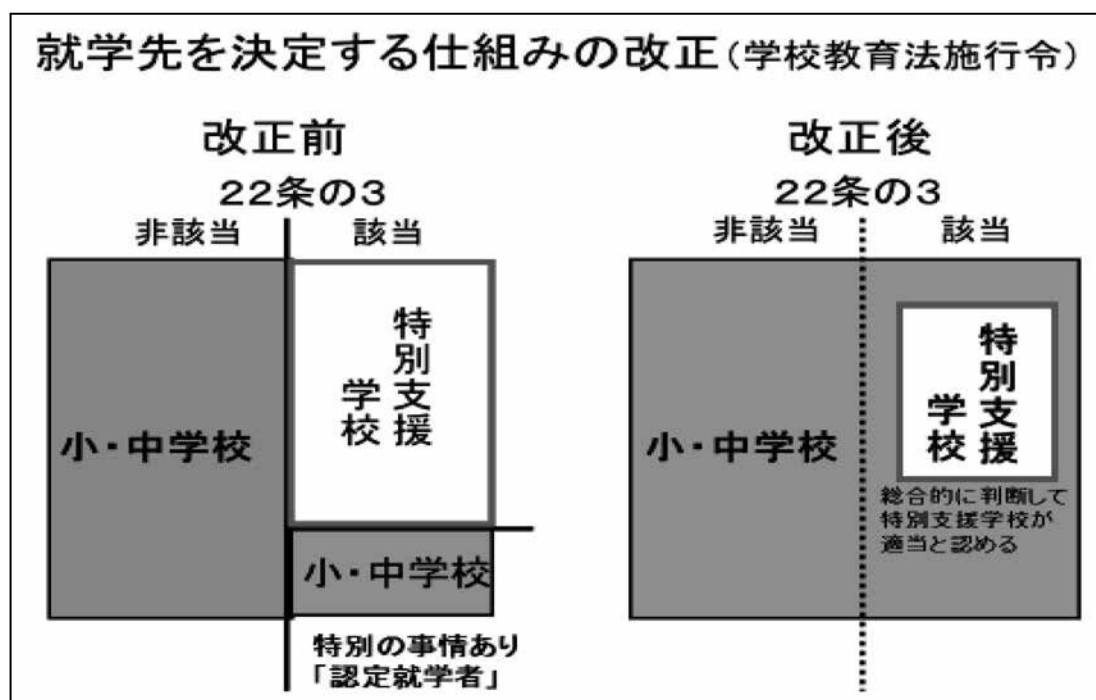 就学先を決定する仕組みの改正(学校教育法施行令)
改正前
22条の3
非該当 該当
小・中学校
特別支援
学校
小・中学校
特別の事情あり
「認定就学者」
改正後
22条の3
非該当 該当
小・中学校
特別支援
学校
総合的に判断して
特別支援学校が
適当と認める